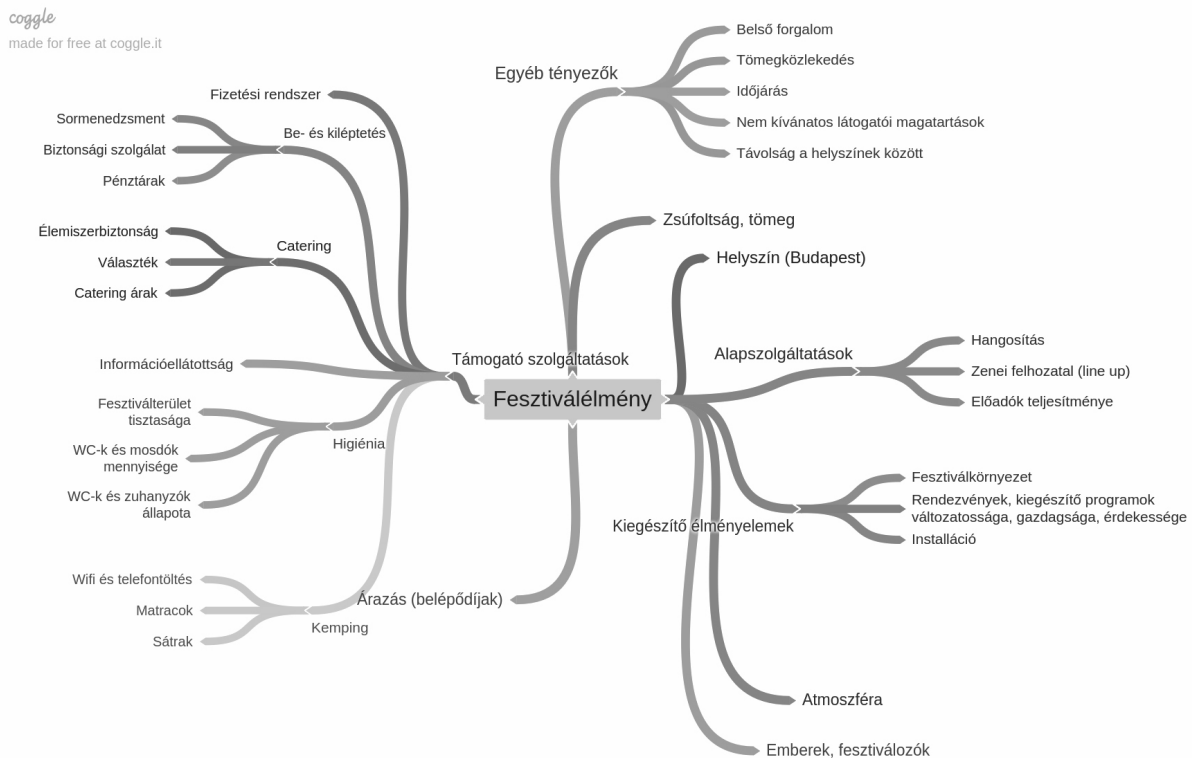 coggle
made for free at coggle.it
Fesztiválélmény
Egyéb tényezők
Belső forgalom
Tömegközlekedés
Időjárás
Nem kívánatos látogatói magatartások
Távolság a helyszínek között
Zsúfoltság, tömeg
Helyszín (Budapest)
Alapszolgáltatások
Hangosítás
Zenei felhozatal (line up)
Előadók teljesítménye
Kiegészítő élményelemek
Fesztiválkörnyezet
Rendezvények, kiegészítő programok
változatossága, gazdagsága, érdekessége
Installáció
Atmoszféra
Emberek, fesztiválozók
Árazás (belépődíjak)
Támogató szolgáltatások
Fizetési rendszer
Be- és kiléptetés
Sormenedzsment
Biztonsági szolgálat
Pénztárak
Catering
Élemiszerbiztonság
Választék
Catering árak
Információellátottság
Higiénia
Fesztiválterület
tisztasága
WC-k és mosdók
mennyisége
WC-k és zuhanyzók
állapota
Kemping
Wifi és telefontöltés
Matracok
Sátrak